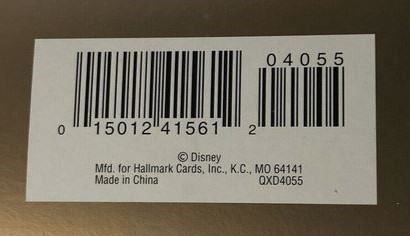 04055
0 15012 41561 2
© Disney
Mfd. for Hallmark Cards, Inc., K.C., MO 64141
Made in China QXD4055